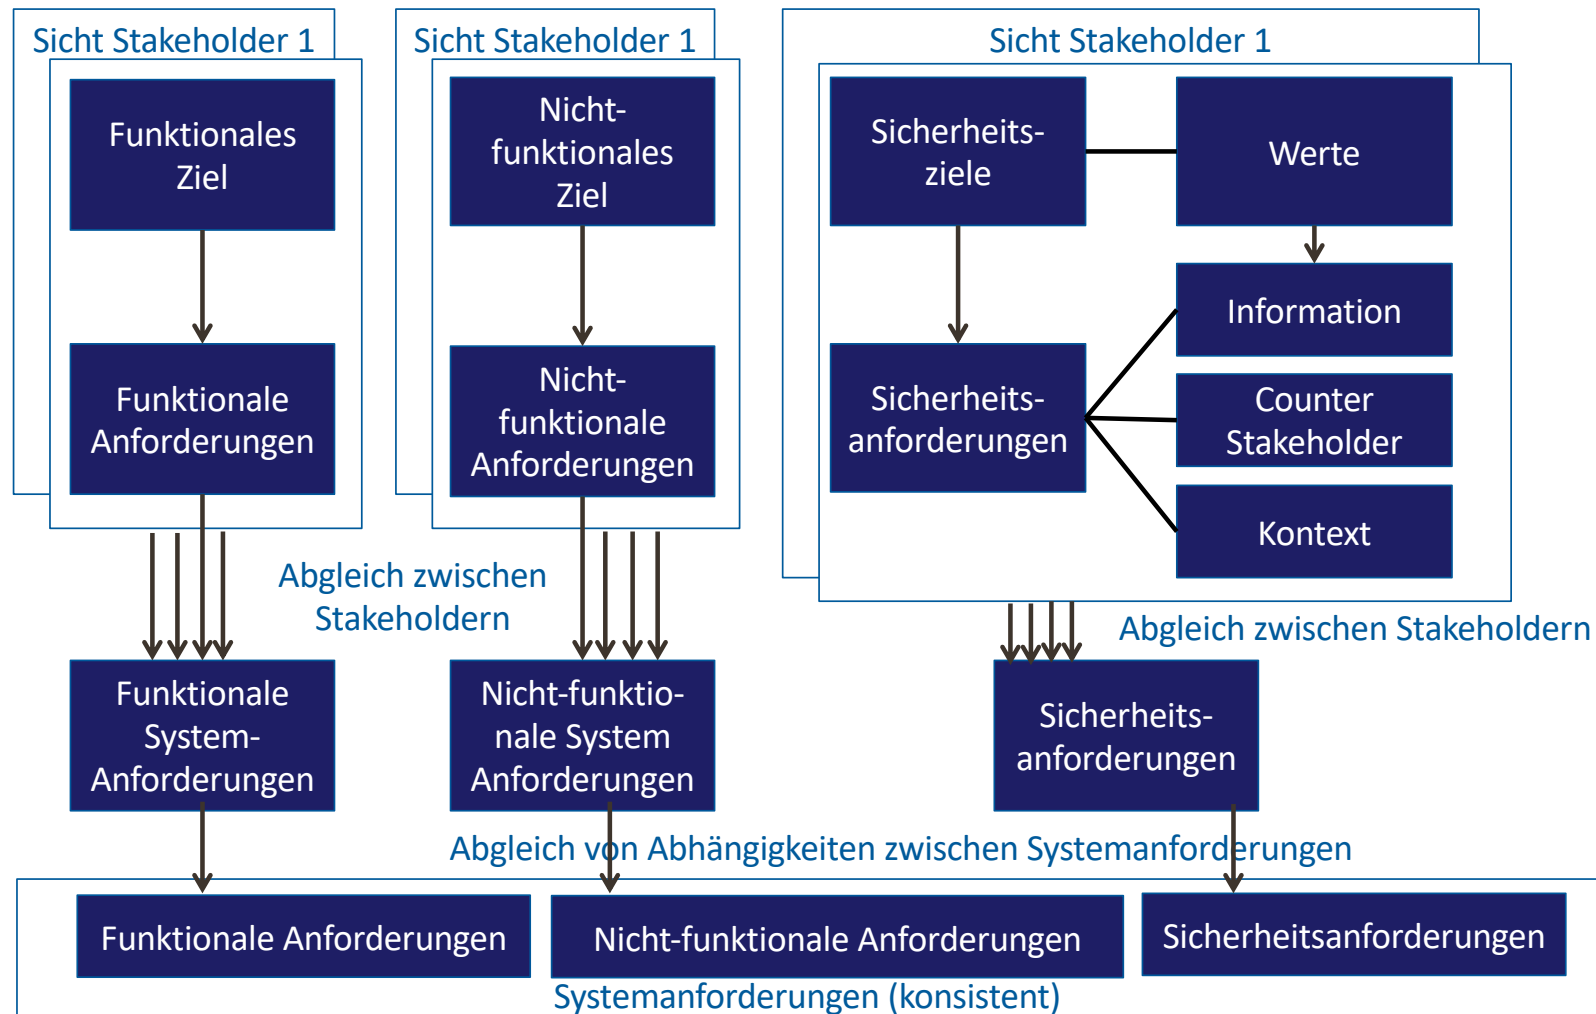 Sicht Stakeholder 1
Funktionales
Ziel
Funktionale
Anforderungen
Sicht Stakeholder 1
Nicht-
funktionales
Ziel
Nicht-
funktionale
Anforderungen
Sicht Stakeholder 1
Sicherheits-
ziele
Werte
Sicherheits-
anforderungen
Information
Counter
Stakeholder
Kontext
Abgleich zwischen
Stakeholdern
Abgleich zwischen Stakeholdern
Funktionale
System-
Anforderungen
Nicht-funktio-
nale System
Anforderungen
Sicherheits-
anforderungen
Abgleich von Abhängigkeiten zwischen Systemanforderungen
Funktionale Anforderungen
Nicht-funktionale Anforderungen
Sicherheitsanforderungen
Systemanforderungen (konsistent)